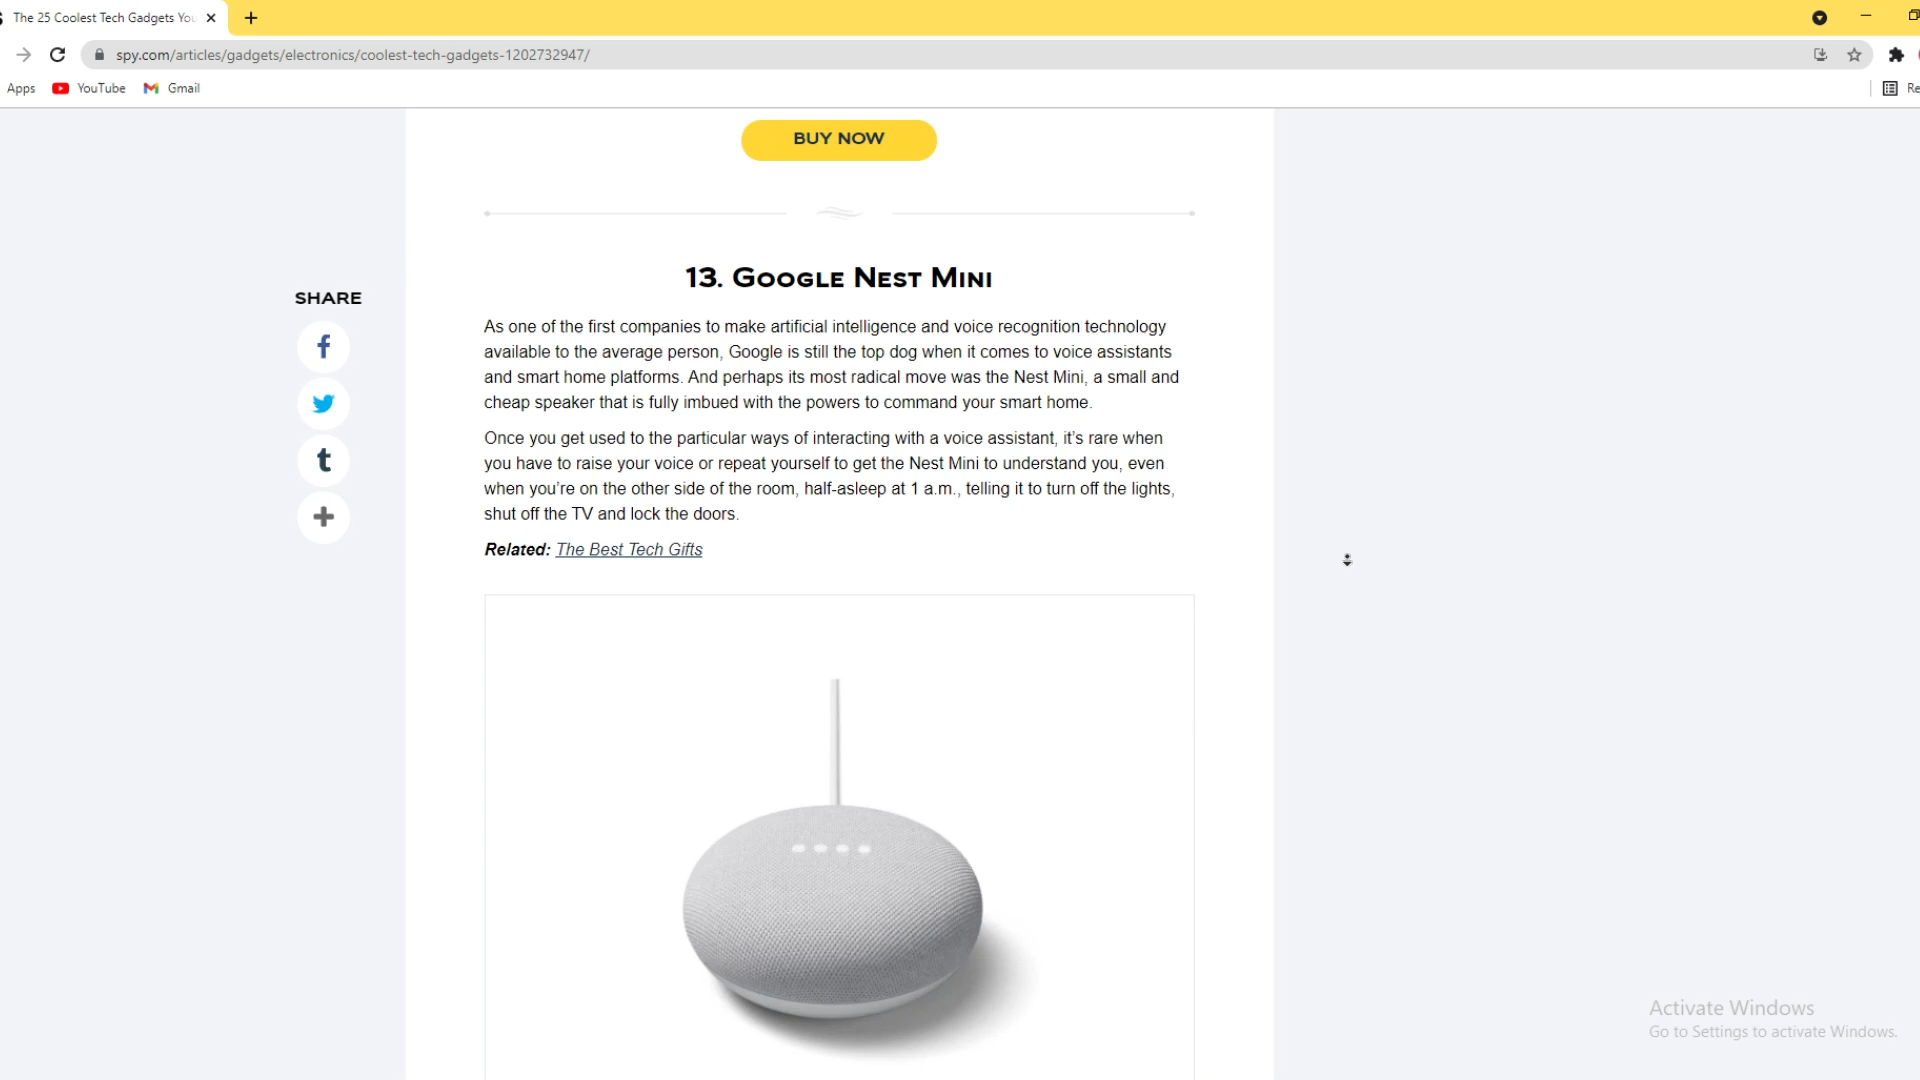 The 25 Coolest Tech Gadgets You
spy.com/articles/gadgets/electronics/coolest-tech-gadgets-1202732947/
Apps YouTube Gmail Re
BUY NOW
13. Google Nest Mini
SHARE
As one of the first companies to make artificial intelligence and voice recognition technology
available to the average person, Google is still the top dog when it comes to voice assistants
and smart home platforms. And perhaps its most radical move was the Nest Mini, a small and
cheap speaker that is fully imbued with the powers to command your smart home.
Once you get used to the particular ways of interacting with a voice assistant, it's rare when
you have to raise your voice or repeat yourself to get the Nest Mini to understand you, even
when you're on the other side of the room, half-asleep at 1 a.m., telling it to turn off the lights,
shut off the TV and lock the doors.
Related: The Best Tech Gifts
Activate Windows
Go to Settings to activate Windows.